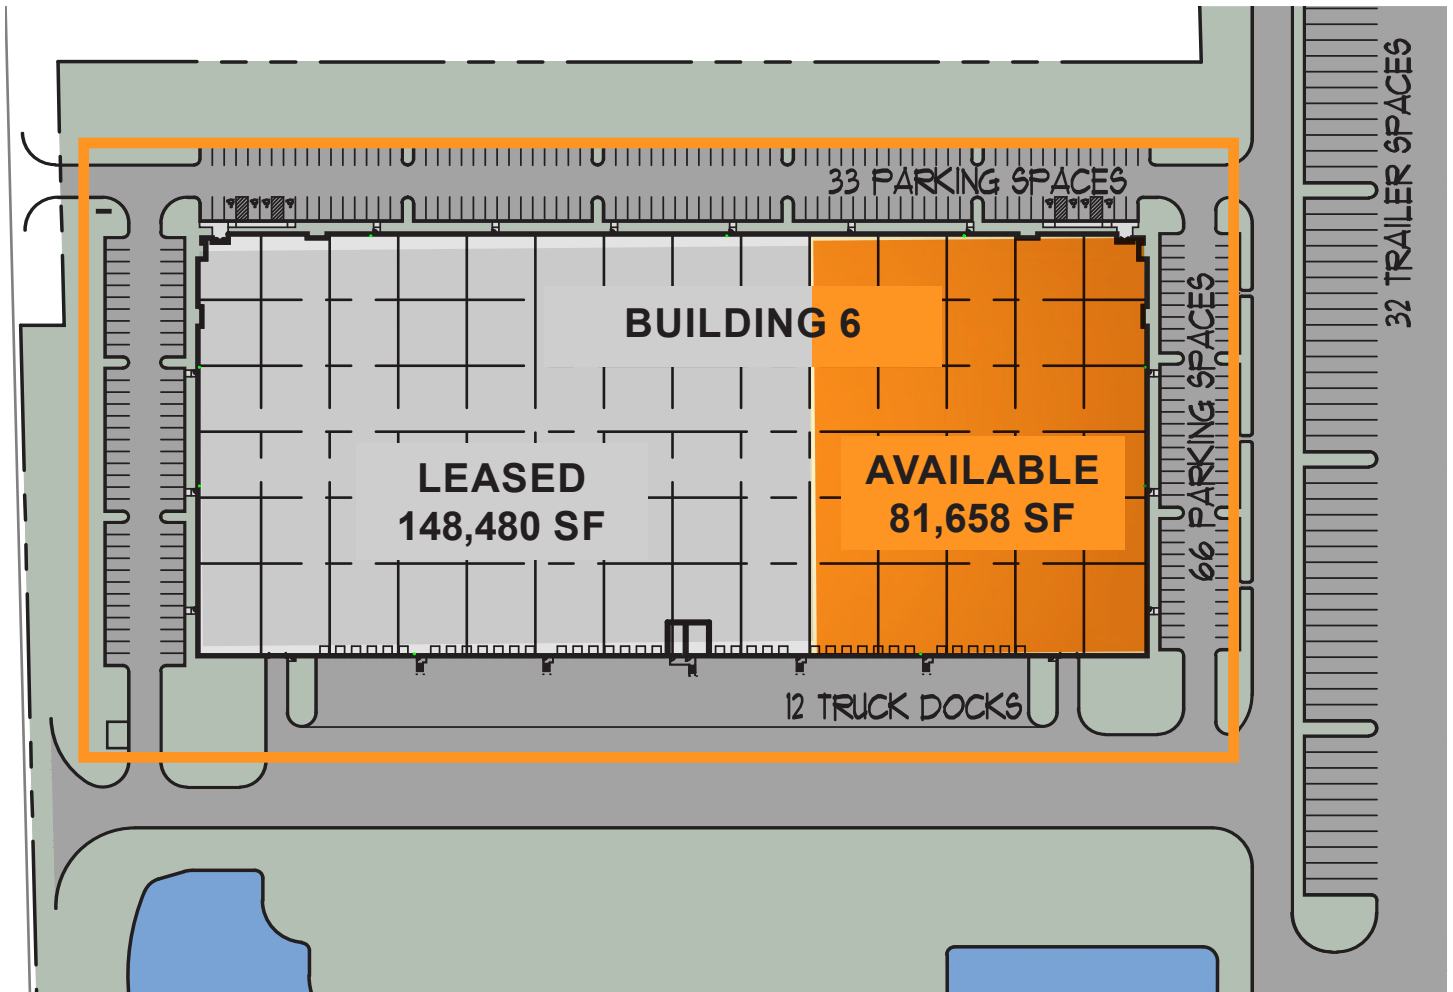 32 TRAILER SPACES
33 PARKING SPACES
BUILDING 6
66 PARKING SPACES
LEASED
148,480 SF
AVAILABLE
81,658 SF
12 TRUCK DOCKS